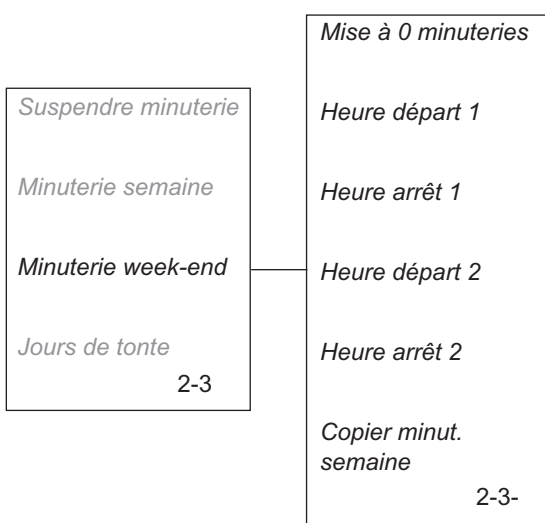 Suspendre minuterie
Minuterie semaine
Minuterie week-end
Jours de tonte
2-3
Mise à 0 minuteries
Heure départ 1
Heure arrêt 1
Heure départ 2
Heure arrêt 2
Copier minut.
semaine
2-3-